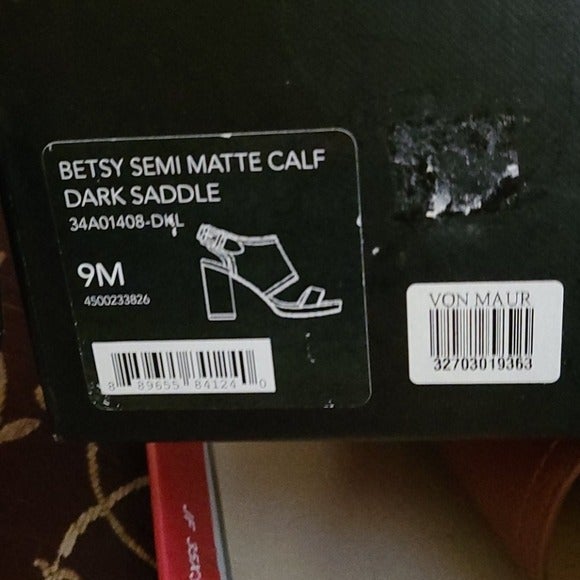 BETSY SEMI MATTE CALF
DARK SADDLE
34A01408-DKL
9M
4500233826
8 89655 84124 0
VON MAUR
32703019363